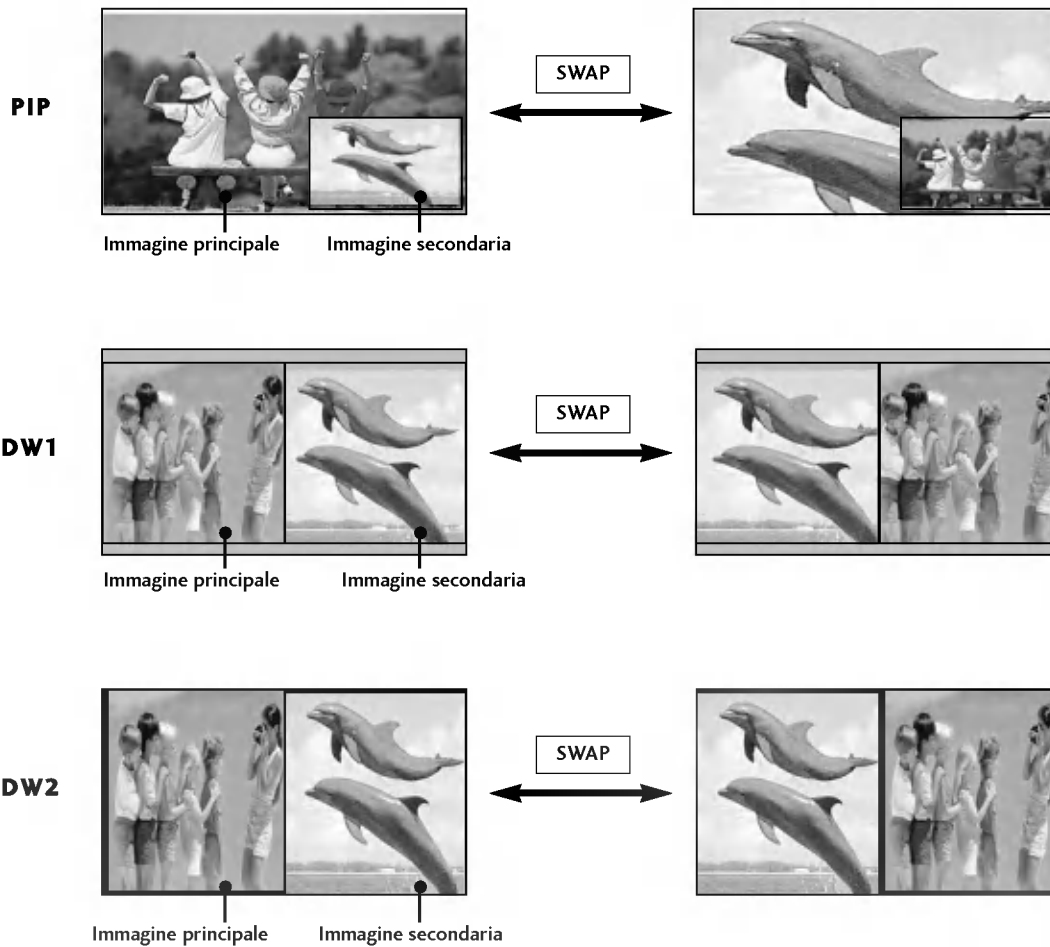 PIP
SWAP
Immagine principale
Immagine secondaria
DW1
SWAP
Immagine principale
Immagine secondaria
DW2
SWAP
Immagine principale
Immagine secondaria